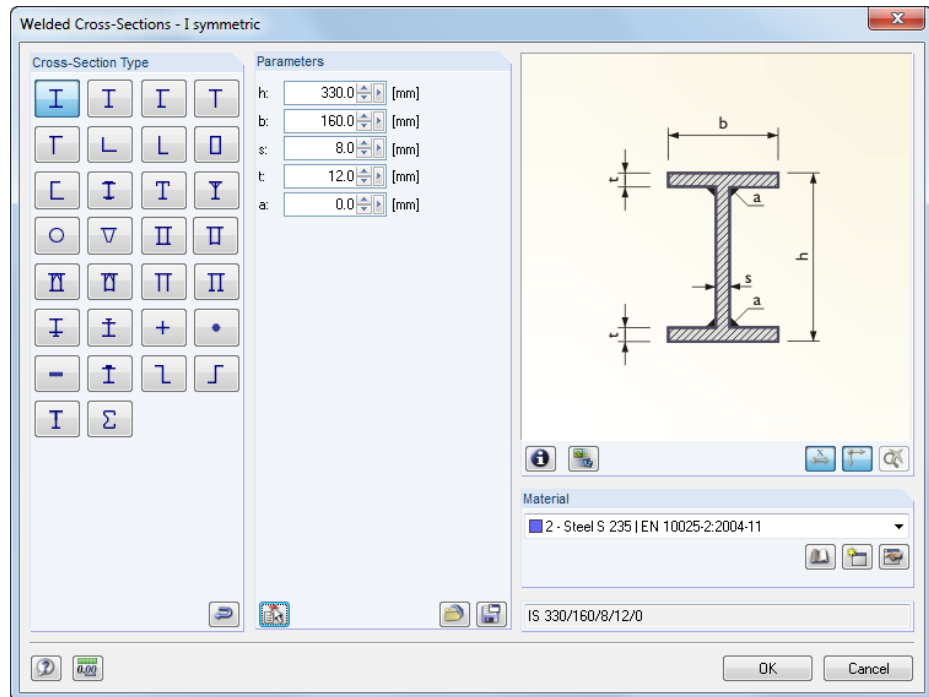 Welded Cross-Sections - I symmetric
Cross-Section Type
Parameters
h: 330.0 [mm]
b: 160.0 [mm]
s: 8.0 [mm]
t: 12.0 [mm]
a: 0.0 [mm]
b
t
a
h
s
a
t
Material
2 - Steel S 235 | EN 10025-2:2004-11
IS 330/160/8/12/0
0.00
OK
Cancel